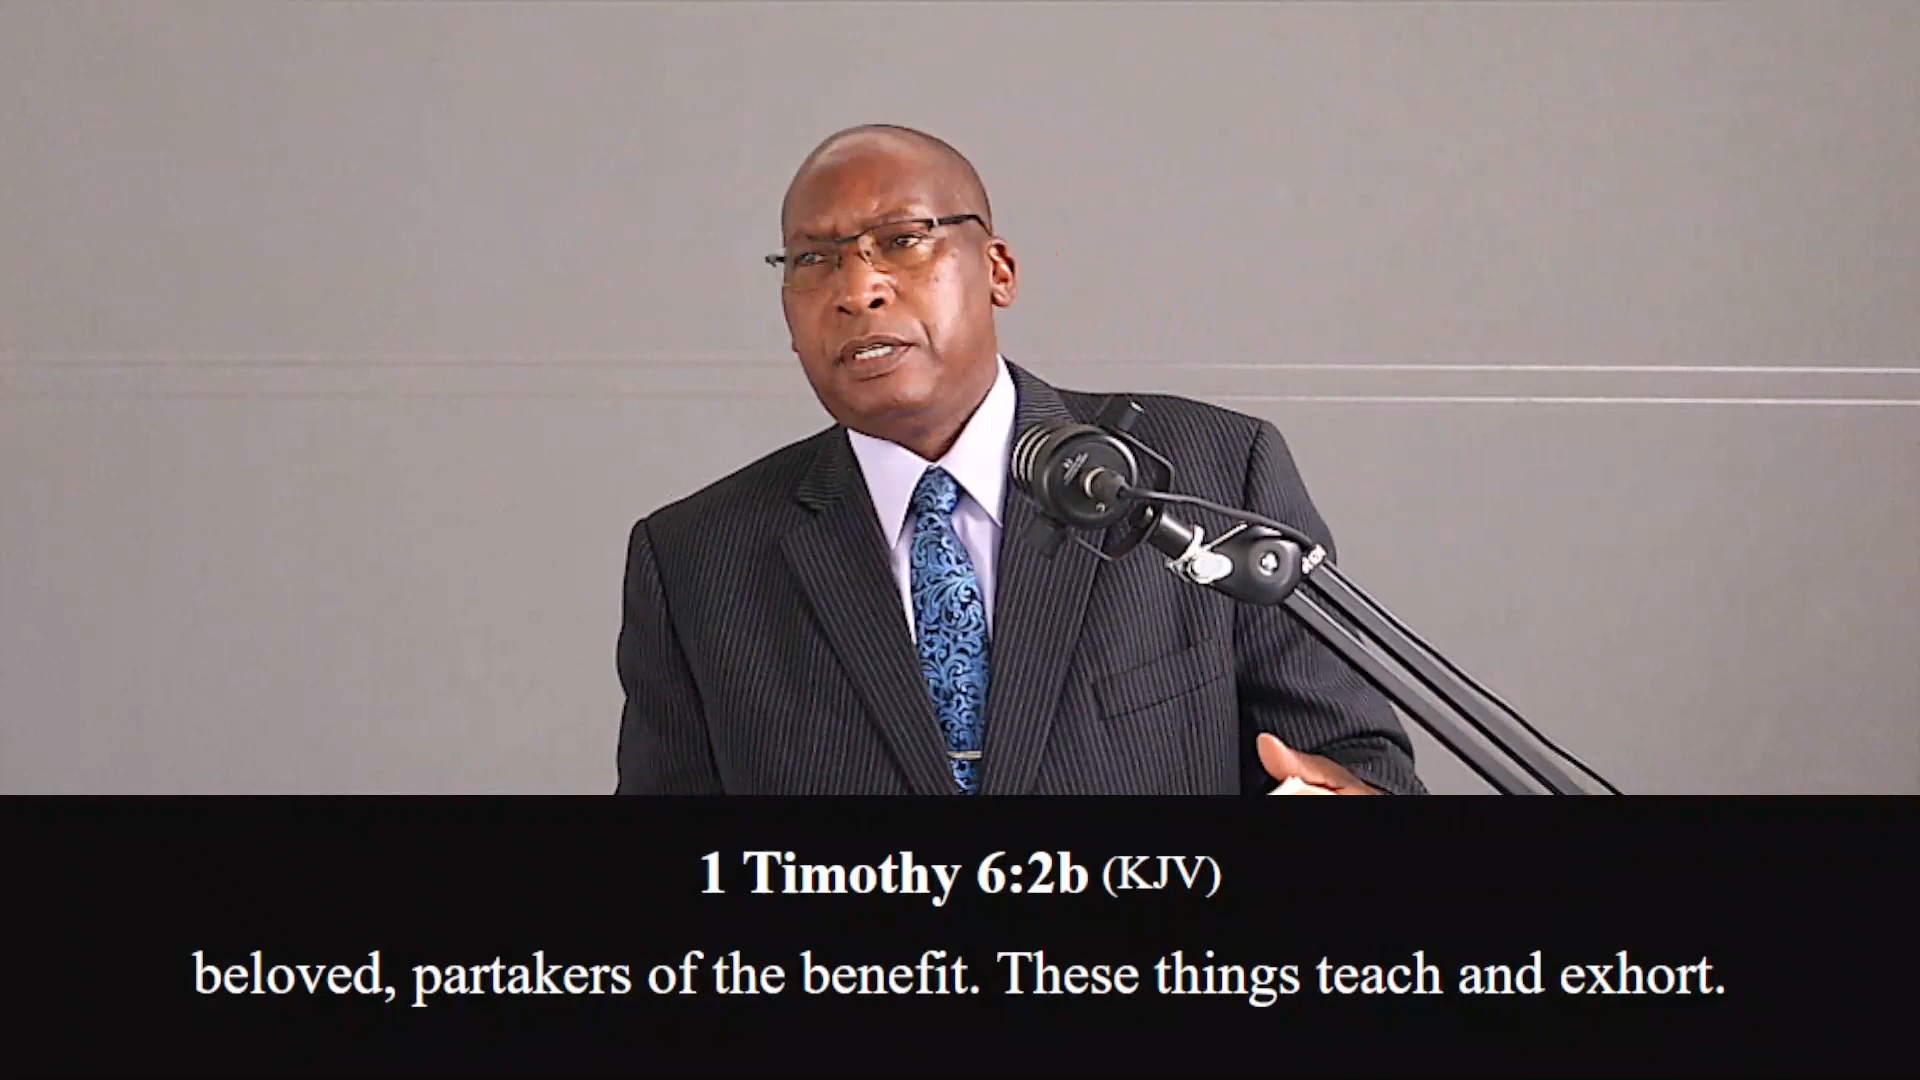 1 Timothy 6:2b (KJV)
beloved, partakers of the benefit. These things teach and exhort.